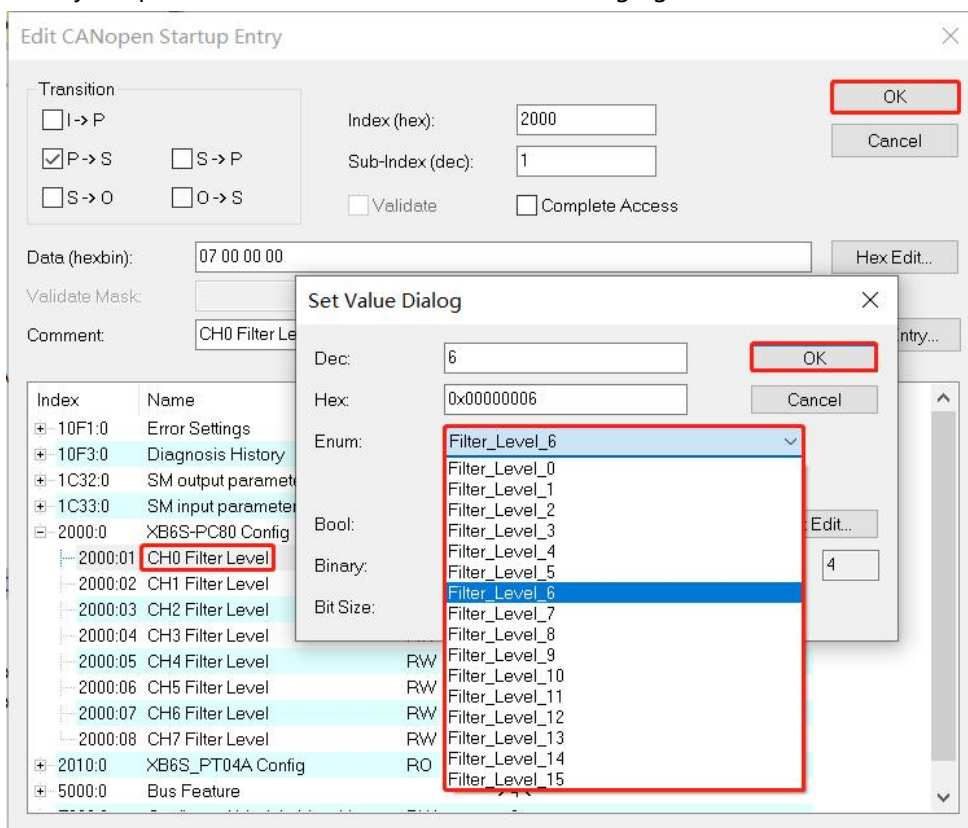 Edit CANopen Startup Entry
Transition
I -> P
P -> S
S -> P
S -> O
O -> S
Index (hex):
2000
Sub-Index (dec):
1
Validate
Complete Access
OK
Cancel
Data (hexbin):
07 00 00 00
Hex Edit...
Validate Mask:
Comment:
CH0 Filter Le
ntry...
Set Value Dialog
Dec:
6
OK
Hex:
0x00000006
Cancel
Enum:
Filter_Level_6
Filter_Level_0
Filter_Level_1
Filter_Level_2
Filter_Level_3
Filter_Level_4
Filter_Level_5
Filter_Level_6
Filter_Level_7
Filter_Level_8
Filter_Level_9
Filter_Level_10
Filter_Level_11
Filter_Level_12
Filter_Level_13
Filter_Level_14
Filter_Level_15
Bool:
Edit...
Binary:
4
Bit Size:
Index Name
10F1:0 Error Settings
10F3:0 Diagnosis History
1C32:0 SM output paramet
1C33:0 SM input parameter
2000:0 XB6S-PC80 Config
2000:01 CH0 Filter Level
2000:02 CH1 Filter Level
2000:03 CH2 Filter Level
2000:04 CH3 Filter Level
2000:05 CH4 Filter Level RW
2000:06 CH5 Filter Level RW
2000:07 CH6 Filter Level RW
2000:08 CH7 Filter Level RW
2010:0 XB6S_PT04A Config RO
5000:0 Bus Feature